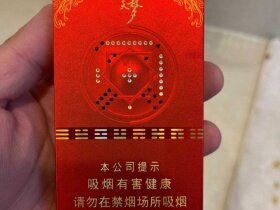 梦
本公司提示
吸烟有害健康
请勿在禁烟场所吸烟